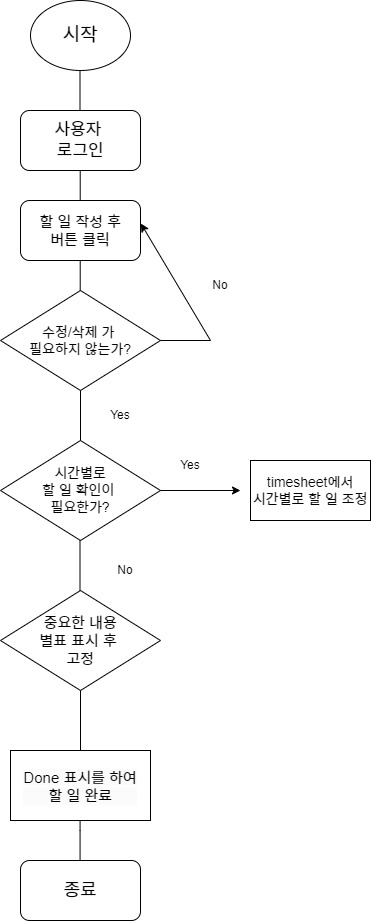 시작
사용자
로그인
할 일 작성 후
버튼 클릭
No
수정/삭제 가
필요하지 않는가?
Yes
시간별로
할 일 확인이
필요한가?
Yes
timesheet에서
시간별로 할 일 조정
No
중요한 내용
별표 표시 후
고정
Done 표시를 하여
할 일 완료
종료